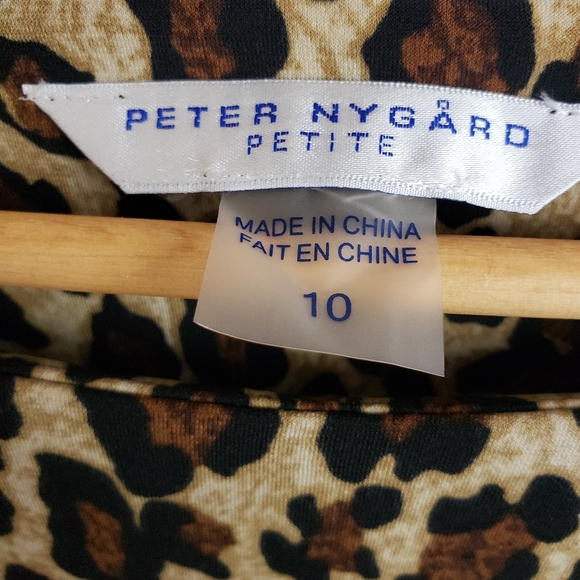 PETER NYGÅRD
PETITE
MADE IN CHINA
FAIT EN CHINE
10